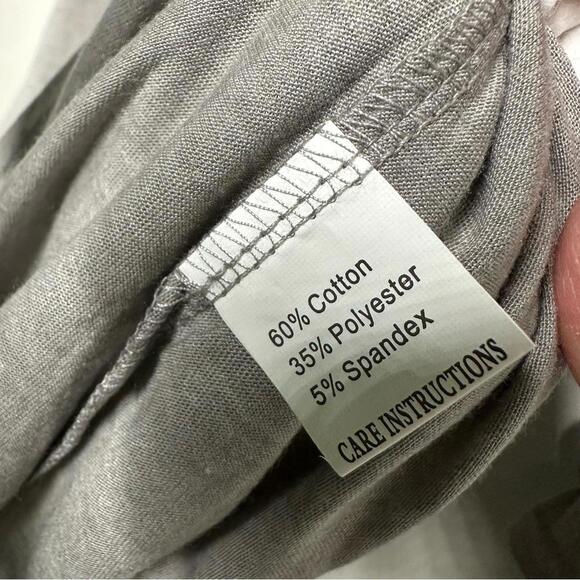 60% Cotton
35% Polyester
5% Spandex
CARE INSTRUCTIONS